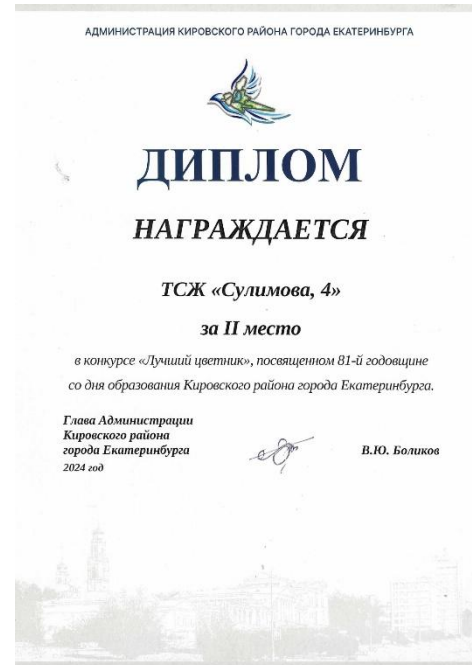 АДМИНИСТРАЦИЯ КИРОВСКОГО РАЙОНА ГОРОДА ЕКАТЕРИНБУРГА
ДИПЛОМ
НАГРАЖДАЕТСЯ
ТСЖ «Сулимова, 4»
за II место
в конкурсе «Лучший цветник», посвященном 81-й годовщине
со дня образования Кировского района города Екатеринбурга.
Глава Администрации
Кировского района
города Екатеринбурга
В.Ю. Боликов
2024 год